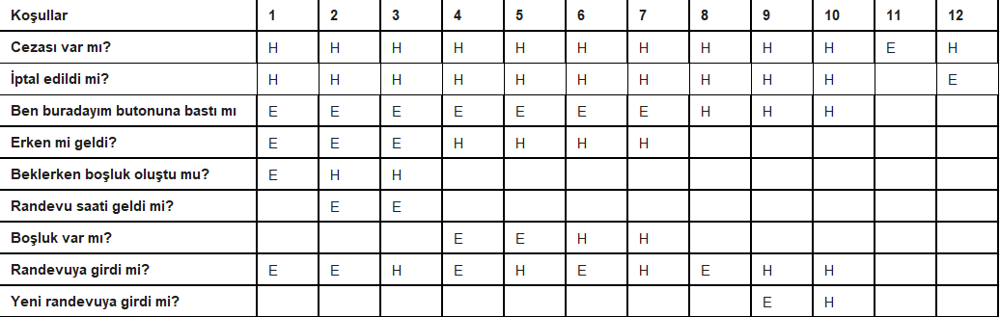 Koşullar 1 2 3 4 5 6 7 8 9 10 11 12
Cezası var mı? H H H H H H H H H H E H
İptal edildi mi? H H H H H H H H H H E
Ben buradayım butonuna bastı mı E E E E E E E H H H
Erken mi geldi? E E E H H H H
Beklerken boşluk oluştu mu? E H H
Randevu saati geldi mi? E E
Boşluk var mı? E E H H
Randevuya girdi mi? E E H E H E H E H H
Yeni randevuya girdi mi? E H